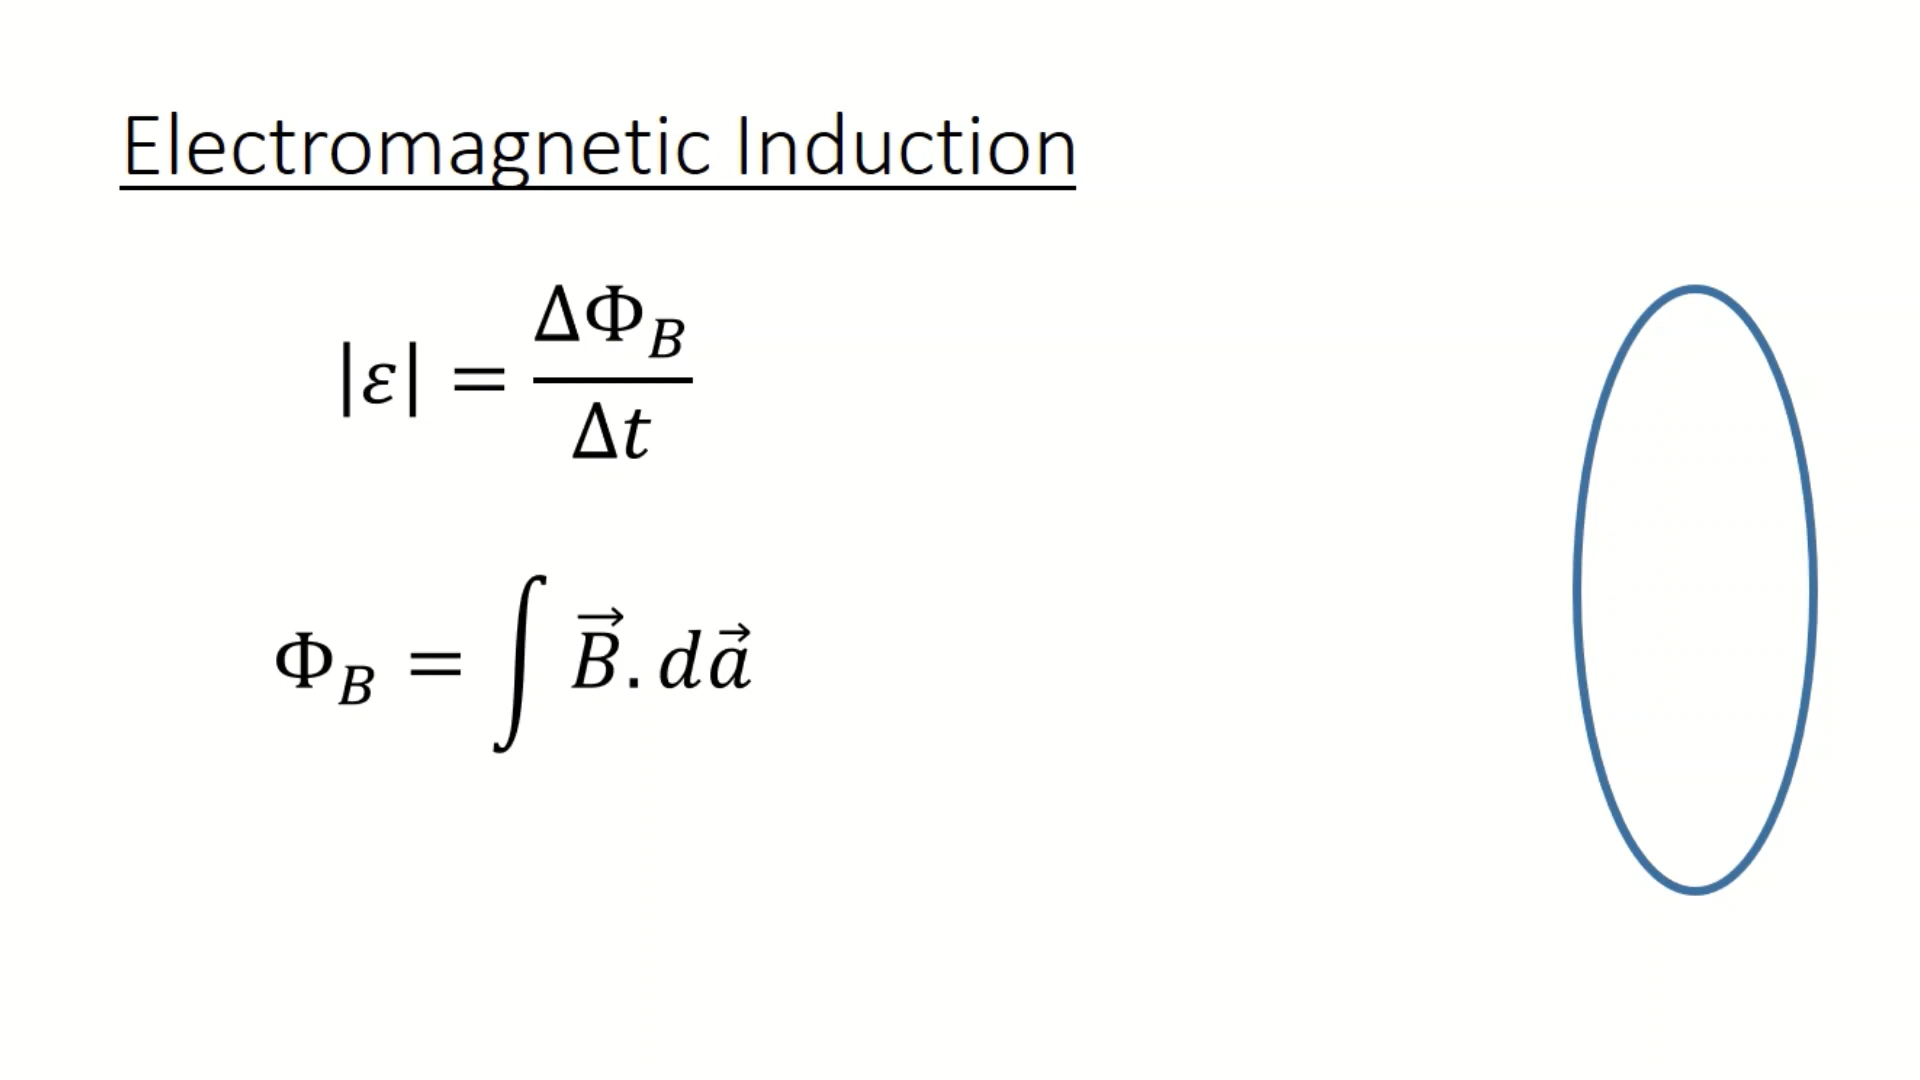 Electromagnetic Induction
|ε| = ΔΦ_B / Δt
Φ_B = ∫ B⃗ . da⃗